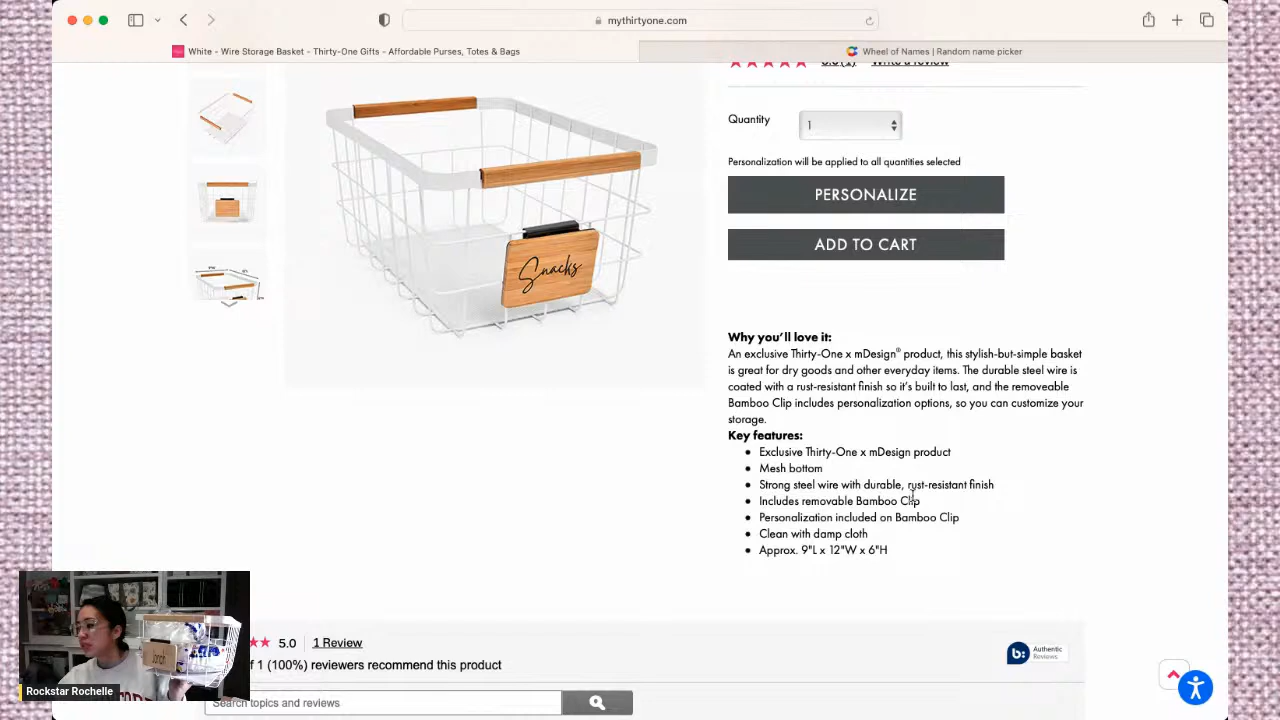 mythirtyone.com
White - Wire Storage Basket - Thirty-One Gifts - Affordable Purses, Totes & Bags
Wheel of Names | Random name picker
5.0 (1) Write a review
Quantity
1
Personalization will be applied to all quantities selected
PERSONALIZE
ADD TO CART
Snacks
Why you'll love it:
An exclusive Thirty-One x mDesign® product, this stylish-but-simple basket
is great for dry goods and other everyday items. The durable steel wire is
coated with a rust-resistant finish so it's built to last, and the removeable
Bamboo Clip includes personalization options, so you can customize your
storage.
Key features:
Exclusive Thirty-One x mDesign product
Mesh bottom
Strong steel wire with durable, rust-resistant finish
Includes removable Bamboo Clip
Personalization included on Bamboo Clip
Clean with damp cloth
Approx. 9"L x 12"W x 6"H
5.0
1 Review
f 1 (100%) reviewers recommend this product
b:
Authentic
Reviews
Rockstar Rochelle
Search topics and reviews